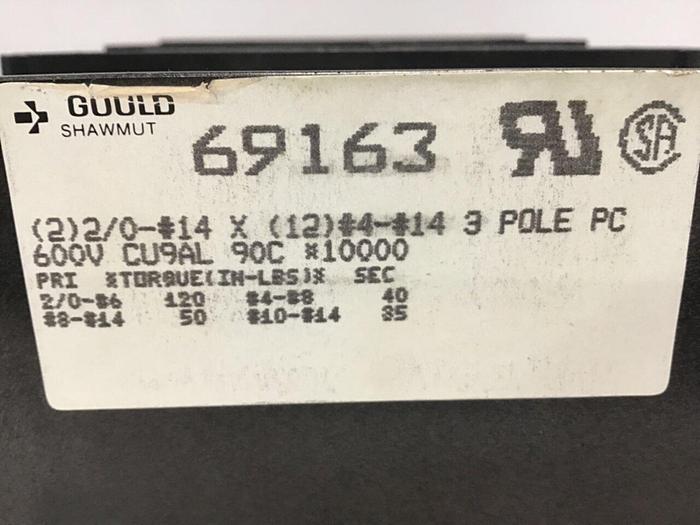 GOULD
SHAWMUT
69163
(2)2/0-#14 X (12)#4-#14 3 POLE PC
600V CU9AL 90C *10000
PRI *TORQUE(IN-LBS)* SEC
2/0-#6 120 #4-#8 40
#8-#14 50 #10-#14 35